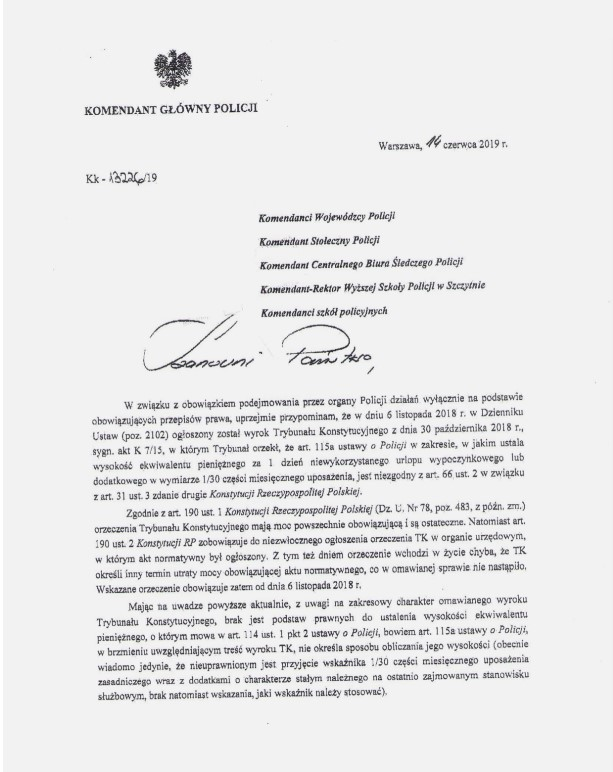 KOMENDANT GŁÓWNY POLICJI
Warszawa, 14 czerwca 2019 r.
Kk - 13226/19
Komendanci Wojewódzcy Policji
Komendant Stołeczny Policji
Komendant Centralnego Biura Śledczego Policji
Komendant-Rektor Wyższej Szkoły Policji w Szczytnie
Komendanci szkół policyjnych
Szanowni Państwo,
W związku z obowiązkiem podejmowania przez organy Policji działań wyłącznie na podstawie
obowiązujących przepisów prawa, uprzejmie przypominam, że w dniu 6 listopada 2018 r. w Dzienniku
Ustaw (poz. 2102) ogłoszony został wyrok Trybunału Konstytucyjnego z dnia 30 października 2018 r.,
sygn. akt K 7/15, w którym Trybunał orzekł, że art. 115a ustawy o Policji w zakresie, w jakim ustala
wysokość ekwiwalentu pieniężnego za 1 dzień niewykorzystanego urlopu wypoczynkowego lub
dodatkowego w wymiarze 1/30 części miesięcznego uposażenia, jest niezgodny z art. 66 ust. 2 w związku
z art. 31 ust. 3 zdanie drugie Konstytucji Rzeczypospolitej Polskiej.
Zgodnie z art. 190 ust. 1 Konstytucji Rzeczypospolitej Polskiej (Dz. U. Nr 78, poz. 483, z późn. zm.)
orzeczenia Trybunału Konstytucyjnego mają moc powszechnie obowiązującą i są ostateczne. Natomiast art.
190 ust. 2 Konstytucji RP zobowiązuje do niezwłocznego ogłoszenia orzeczenia TK w organie urzędowym,
w którym akt normatywny był ogłoszony. Z tym też dniem orzeczenie wchodzi w życie chyba, że TK
określi inny termin utraty mocy obowiązującej aktu normatywnego, co w omawianej sprawie nie nastąpiło.
Wskazane orzeczenie obowiązuje zatem od dnia 6 listopada 2018 r.
Mając na uwadze powyższe aktualnie, z uwagi na zakresowy charakter omawianego wyroku
Trybunału Konstytucyjnego, brak jest podstaw prawnych do ustalenia wysokości ekwiwalentu
pieniężnego, o którym mowa w art. 114 ust. 1 pkt 2 ustawy o Policji, bowiem art. 115a ustawy o Policji,
w brzmieniu uwzględniającym treść wyroku TK, nie określa sposobu obliczania jego wysokości (obecnie
wiadomo jedynie, że nieuprawnionym jest przyjęcie wskaźnika 1/30 części miesięcznego uposażenia
zasadniczego wraz z dodatkami o charakterze stałym należnego na ostatnio zajmowanym stanowisku
służbowym, brak natomiast wskazania, jaki wskaźnik należy stosować).